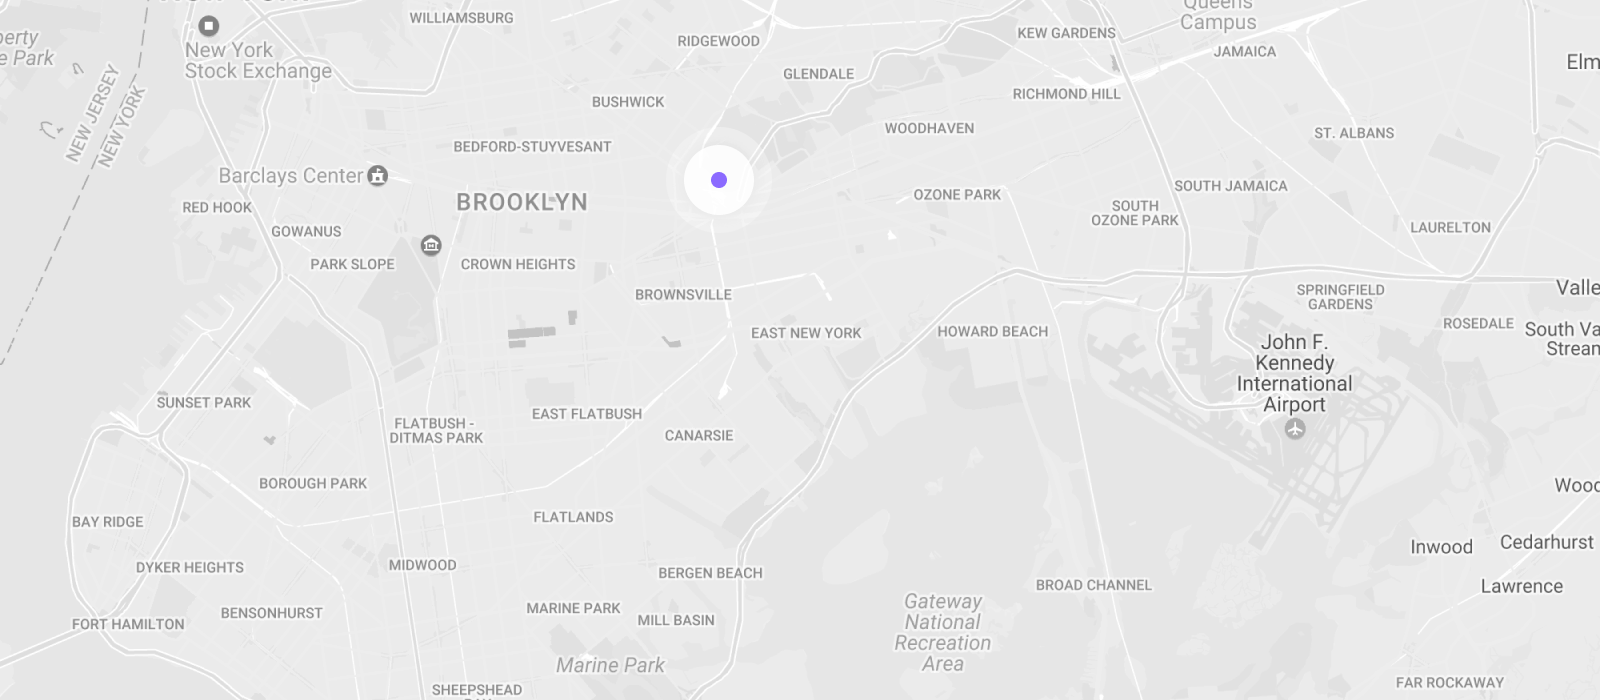 WILLIAMSBURG
Queens
Campus
New York
Stock Exchange
RIDGEWOOD
KEW GARDENS
JAMAICA
Elm
erty
e Park
GLENDALE
RICHMOND HILL
BUSHWICK
NEW JERSEY
NEW YORK
BEDFORD-STUYVESANT
WOODHAVEN
ST. ALBANS
Barclays Center
BROOKLYN
OZONE PARK
SOUTH JAMAICA
RED HOOK
SOUTH
OZONE PARK
GOWANUS
LAURELTON
PARK SLOPE
CROWN HEIGHTS
BROWNSVILLE
SPRINGFIELD
GARDENS
Valle
EAST NEW YORK
HOWARD BEACH
ROSEDALE
South Va
Strean
John F.
Kennedy
International
Airport
SUNSET PARK
FLATBUSH -
DITMAS PARK
EAST FLATBUSH
CANARSIE
BOROUGH PARK
Wood
BAY RIDGE
FLATLANDS
Inwood
Cedarhurst
DYKER HEIGHTS
MIDWOOD
BERGEN BEACH
BROAD CHANNEL
Lawrence
BENSONHURST
MARINE PARK
MILL BASIN
Gateway
National
Recreation
Area
FORT HAMILTON
Marine Park
SHEEPSHEAD
FAR ROCKAWAY